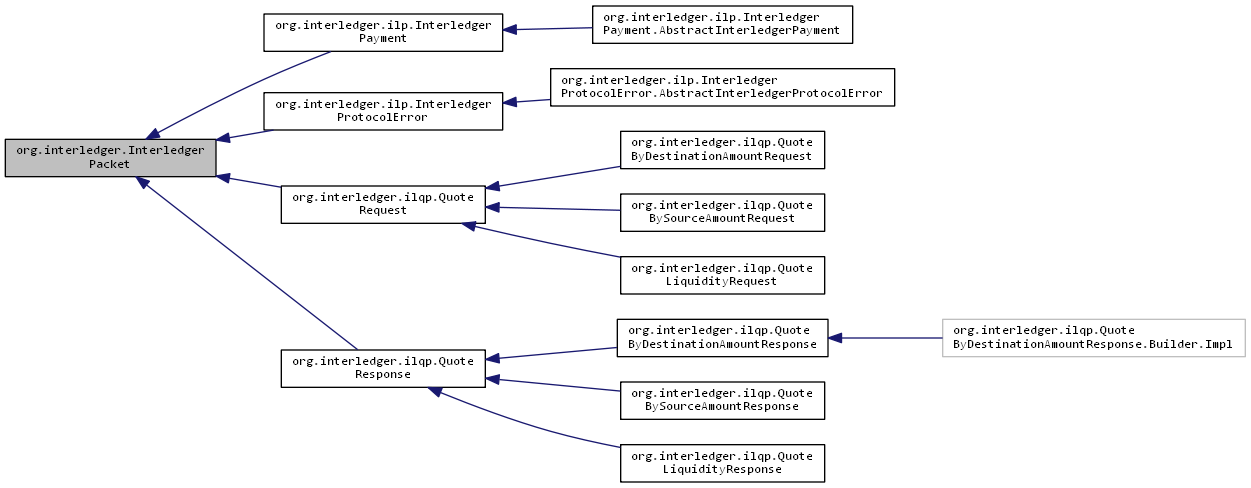 org.interledger.Interledger
Packet
org.interledger.ilp.Interledger
Payment
org.interledger.ilp.Interledger
Payment.AbstractInterledgerPayment
org.interledger.ilp.Interledger
ProtocolError
org.interledger.ilp.Interledger
ProtocolError.AbstractInterledgerProtocolError
org.interledger.ilqp.Quote
Request
org.interledger.ilqp.Quote
ByDestinationAmountRequest
org.interledger.ilqp.Quote
BySourceAmountRequest
org.interledger.ilqp.Quote
LiquidityRequest
org.interledger.ilqp.Quote
Response
org.interledger.ilqp.Quote
ByDestinationAmountResponse
org.interledger.ilqp.Quote
ByDestinationAmountResponse.Builder.Impl
org.interledger.ilqp.Quote
BySourceAmountResponse
org.interledger.ilqp.Quote
LiquidityResponse